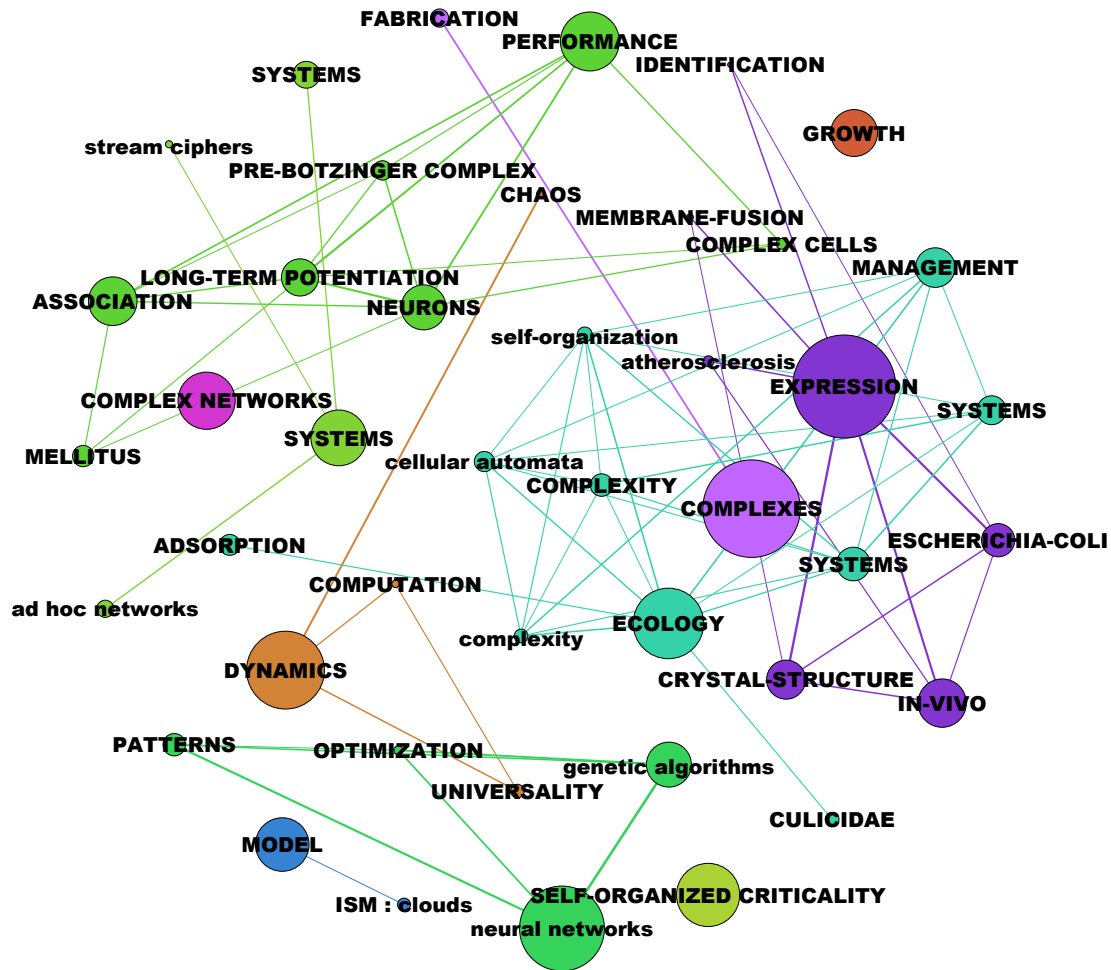 FABRICATION
PERFORMANCE
IDENTIFICATION
SYSTEMS
GROWTH
stream ciphers
PRE-BOTZINGER COMPLEX
CHAOS
MEMBRANE-FUSION
COMPLEX CELLS
MANAGEMENT
LONG-TERM POTENTIATION
ASSOCIATION
NEURONS
self-organization
atherosclerosis
EXPRESSION
COMPLEX NETWORKS
SYSTEMS
SYSTEMS
MELLITUS
cellular automata
COMPLEXITY
COMPLEXES
ESCHERICHIA-COLI
ADSORPTION
SYSTEMS
COMPUTATION
ad hoc networks
ECOLOGY
complexity
DYNAMICS
CRYSTAL-STRUCTURE
IN-VIVO
PATTERNS
OPTIMIZATION
genetic algorithms
UNIVERSALITY
CULICIDAE
MODEL
SELF-ORGANIZED CRITICALITY
ISM : clouds
neural networks